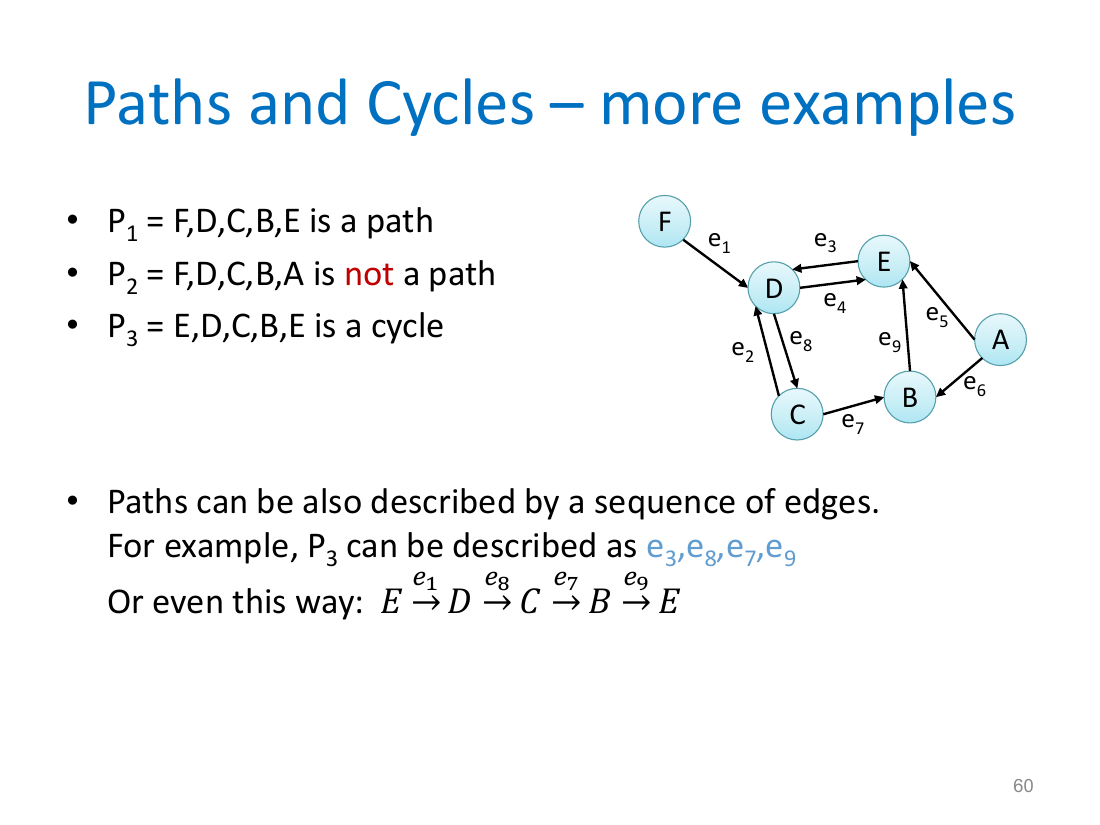 Paths and Cycles – more examples
• P₁ = F,D,C,B,E is a path
• P₂ = F,D,C,B,A is not a path
• P₃ = E,D,C,B,E is a cycle
F
e₁
e₃
E
D
e₄
e₅
e₂
e₈
e₉
A
e₆
B
C
e₇
• Paths can be also described by a sequence of edges.
For example, P₃ can be described as e₃,e₈,e₇,e₉
Or even this way: E →^{e₁} D →^{e₈} C →^{e₇} B →^{e₉} E
60